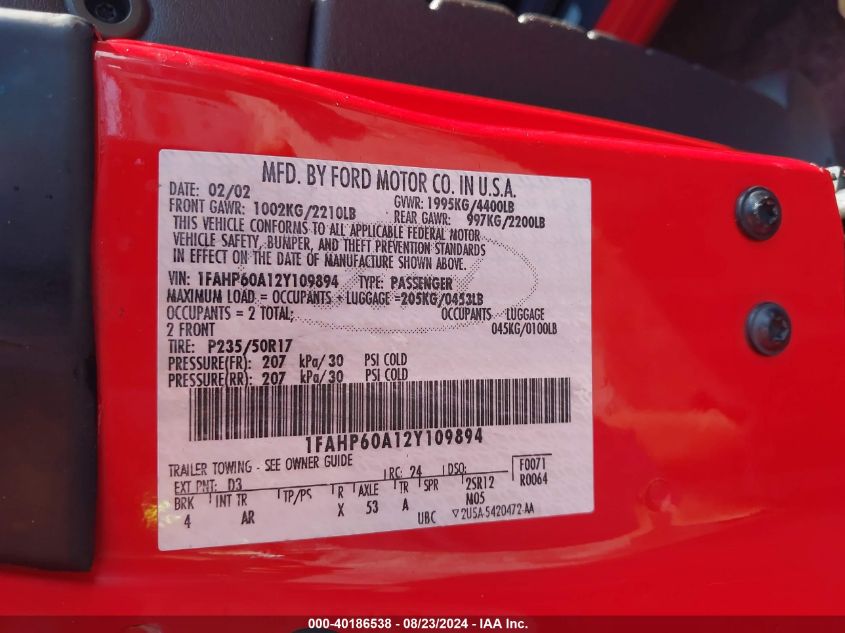 MFD. BY FORD MOTOR CO. IN U.S.A.
DATE: 02/02 GVWR: 1995KG/4400LB
FRONT GAWR: 1002KG/2210LB REAR GAWR: 997KG/2200LB
THIS VEHICLE CONFORMS TO ALL APPLICABLE FEDERAL MOTOR
VEHICLE SAFETY, BUMPER, AND THEFT PREVENTION STANDARDS
IN EFFECT ON THE DATE OF MANUFACTURE SHOWN ABOVE.
VIN: 1FAHP60A12Y109894 TYPE: PASSENGER
MAXIMUM LOAD = OCCUPANTS + LUGGAGE =205KG/0453LB
OCCUPANTS = 2 TOTAL; OCCUPANTS LUGGAGE
2 FRONT 045KG/0100LB
TIRE: P235/50R17
PRESSURE(FR): 207 kPa/30 PSI COLD
PRESSURE(RR): 207 kPa/30 PSI COLD
1FAHP60A12Y109894
TRAILER TOWING - SEE OWNER GUIDE
EXT PNT: D3 RC: 24 DSO: F0071
BRK INT TR TP/PS R AXLE TR SPR 2SR12 R0064
4 AR X 53 A M05
UBC 2U5A-5420472-AA
000-40186538 - 08/23/2024 - IAA Inc.